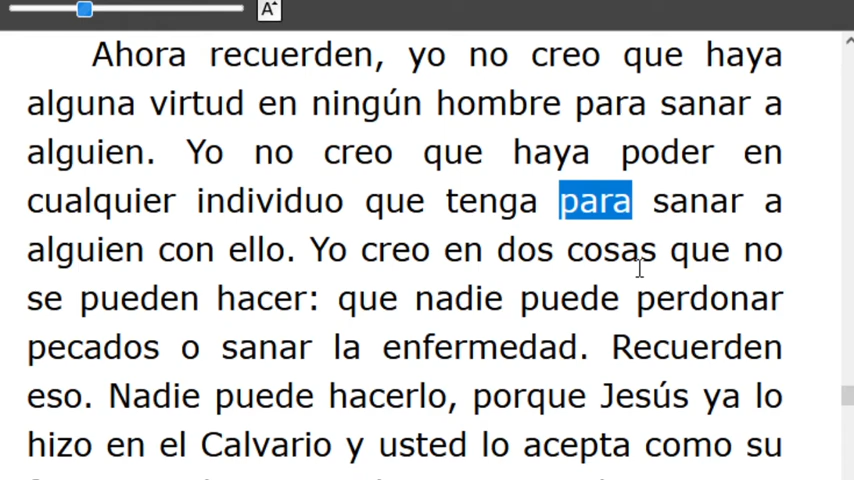 A
Ahora recuerden, yo no creo que haya
alguna virtud en ningún hombre para sanar a
alguien. Yo no creo que haya poder en
cualquier individuo que tenga para sanar a
alguien con ello. Yo creo en dos cosas que no
se pueden hacer: que nadie puede perdonar
pecados o sanar la enfermedad. Recuerden
eso. Nadie puede hacerlo, porque Jesús ya lo
hizo en el Calvario y usted lo acepta como su